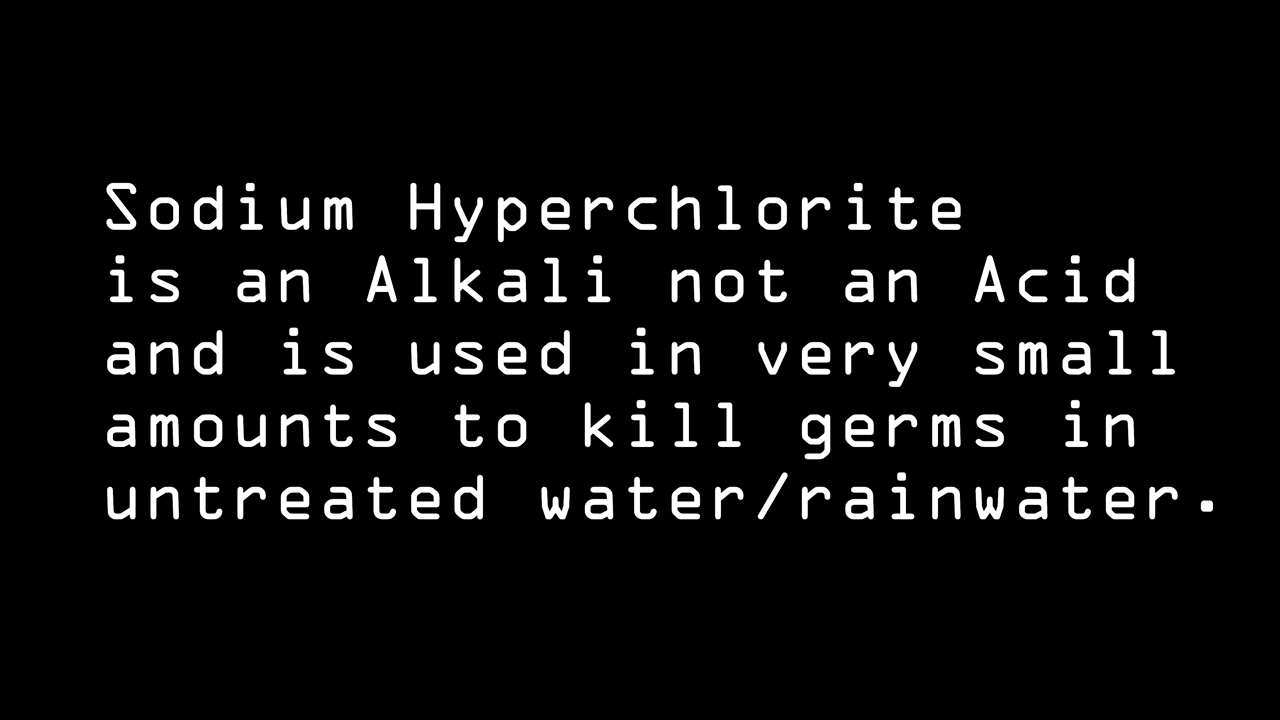 Sodium Hyperchlorite
is an Alkali not an Acid
and is used in very small
amounts to kill germs in
untreated water/rainwater.